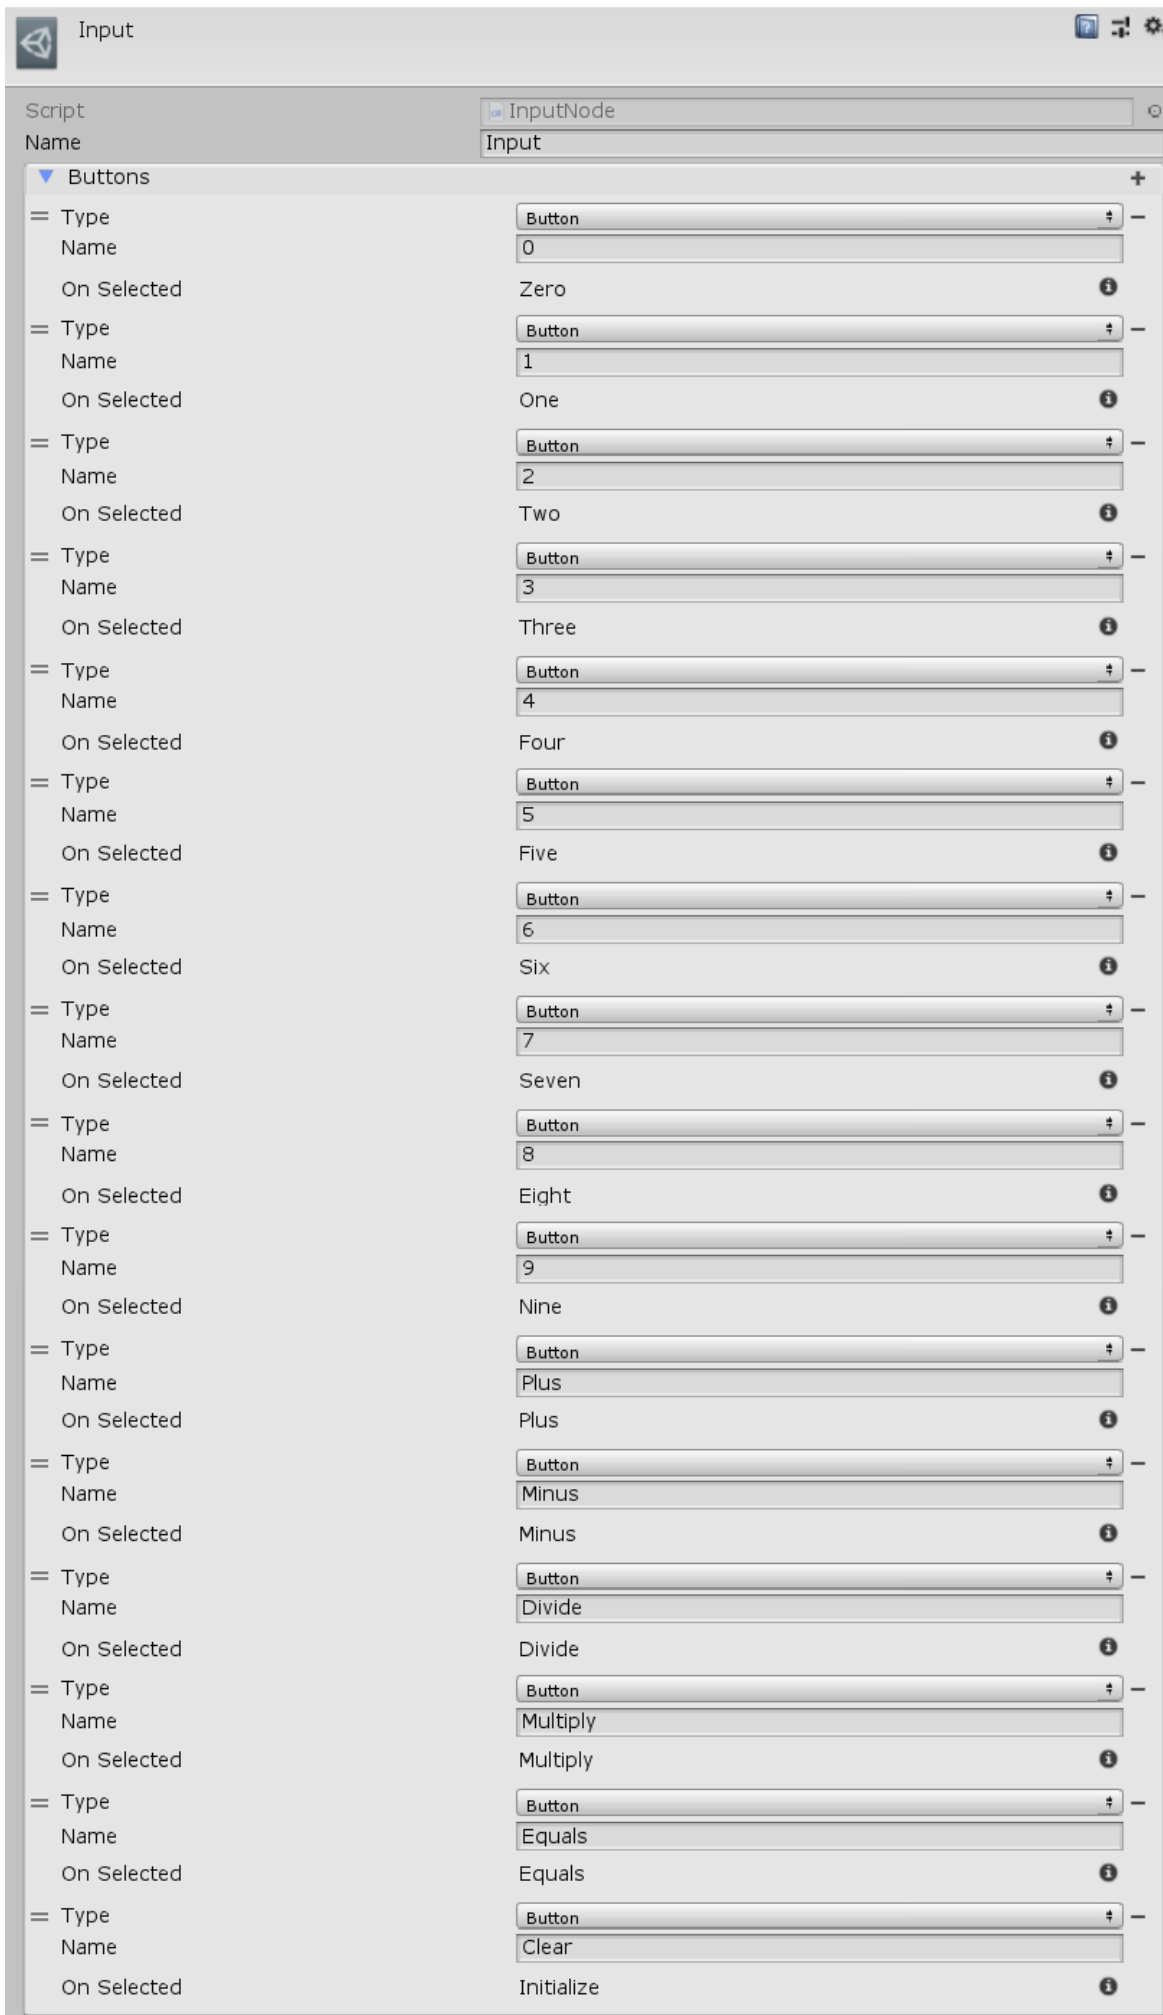 Input
Script InputNode
Name Input
Buttons
Type Button
Name 0
On Selected Zero
Type Button
Name 1
On Selected One
Type Button
Name 2
On Selected Two
Type Button
Name 3
On Selected Three
Type Button
Name 4
On Selected Four
Type Button
Name 5
On Selected Five
Type Button
Name 6
On Selected Six
Type Button
Name 7
On Selected Seven
Type Button
Name 8
On Selected Eight
Type Button
Name 9
On Selected Nine
Type Button
Name Plus
On Selected Plus
Type Button
Name Minus
On Selected Minus
Type Button
Name Divide
On Selected Divide
Type Button
Name Multiply
On Selected Multiply
Type Button
Name Equals
On Selected Equals
Type Button
Name Clear
On Selected Initialize